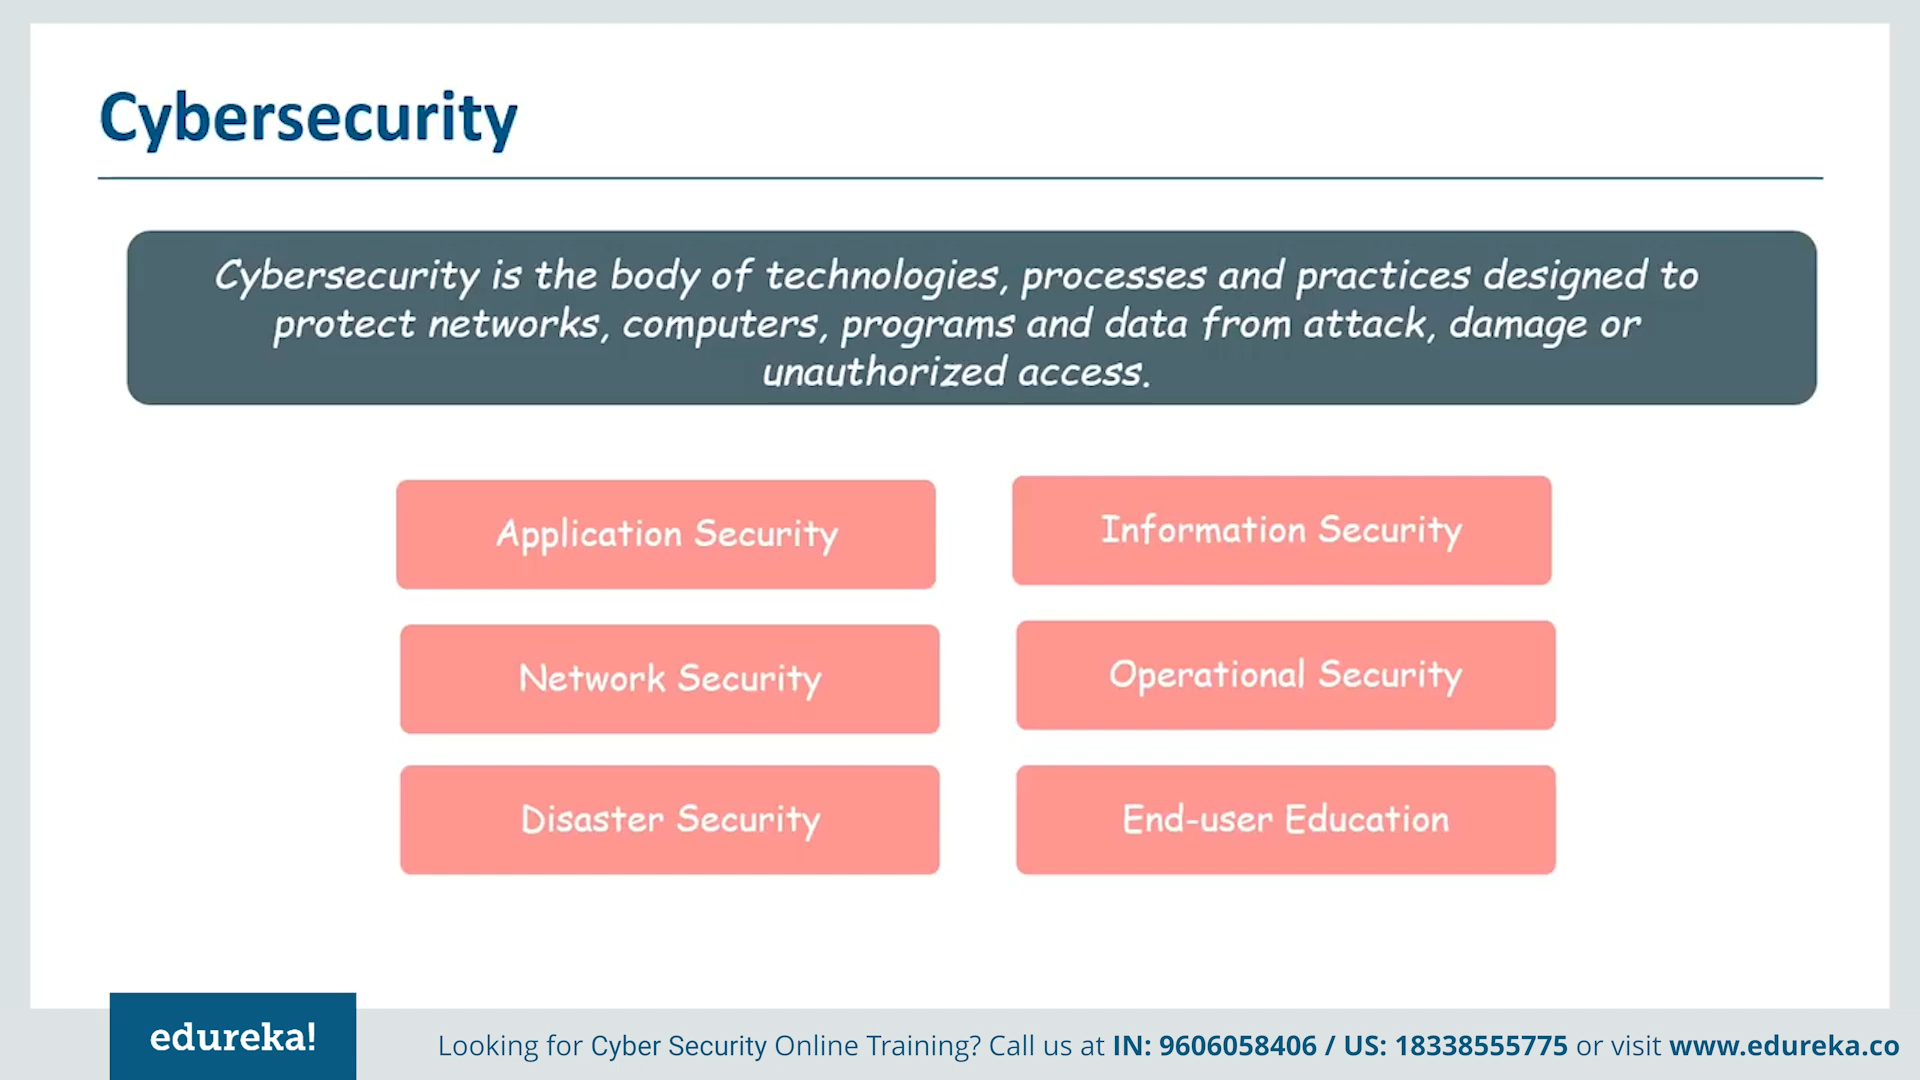 Cybersecurity
Cybersecurity is the body of technologies, processes and practices designed to
protect networks, computers, programs and data from attack, damage or
unauthorized access.
Application Security
Information Security
Network Security
Operational Security
Disaster Security
End-user Education
edureka!
Looking for Cyber Security Online Training? Call us at IN: 9606058406 / US: 18338555775 or visit www.edureka.co